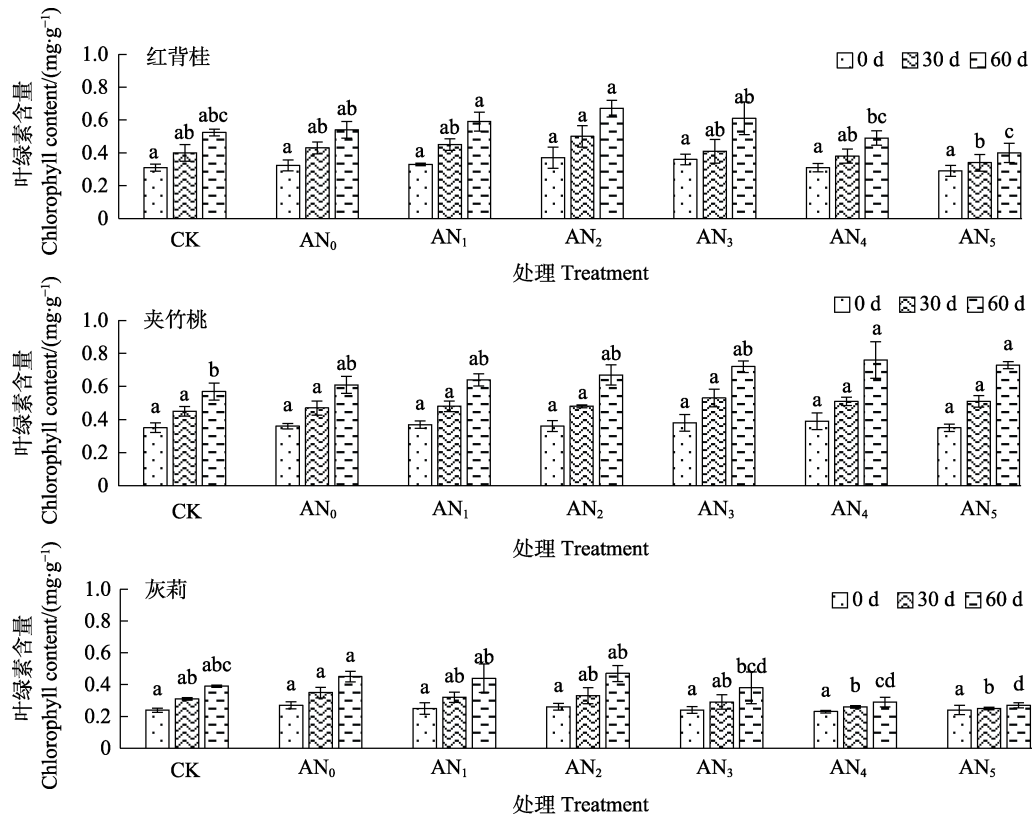 叶绿素含量
Chlorophyll content/(mg·g⁻¹)
1.0
0.8
0.6
0.4
0.2
0
红背桂
0 d 30 d 60 d
a ab abc
a ab ab
a ab a
a a a
a ab ab
a ab bc
a b c
CK AN₀ AN₁ AN₂ AN₃ AN₄ AN₅
处理 Treatment
叶绿素含量
Chlorophyll content/(mg·g⁻¹)
1.0
0.8
0.6
0.4
0.2
0
夹竹桃
0 d 30 d 60 d
a a b
a a ab
a a ab
a a ab
a a ab
a a a
a a a
CK AN₀ AN₁ AN₂ AN₃ AN₄ AN₅
处理 Treatment
叶绿素含量
Chlorophyll content/(mg·g⁻¹)
1.0
0.8
0.6
0.4
0.2
0
灰莉
0 d 30 d 60 d
a ab abc
a a a
a ab ab
a ab ab
a ab bcd
a b cd
a b d
CK AN₀ AN₁ AN₂ AN₃ AN₄ AN₅
处理 Treatment